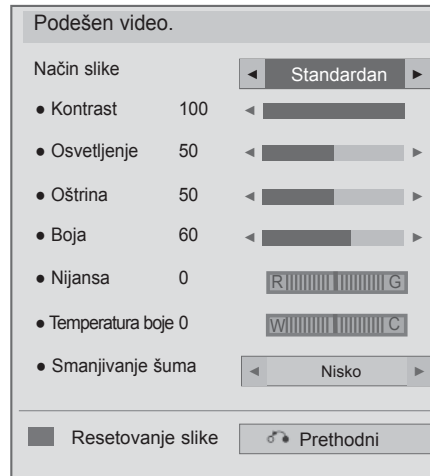 Podešen video.
Način slike ◄ Standardan ►
● Kontrast 100 ◄
● Osvetljenje 50 ◄ ►
● Oštrina 50 ◄ ►
● Boja 60 ◄ ►
● Nijansa 0 R G
● Temperatura boje 0 W C
● Smanjivanje šuma ◄ Nisko ►
Resetovanje slike Prethodni